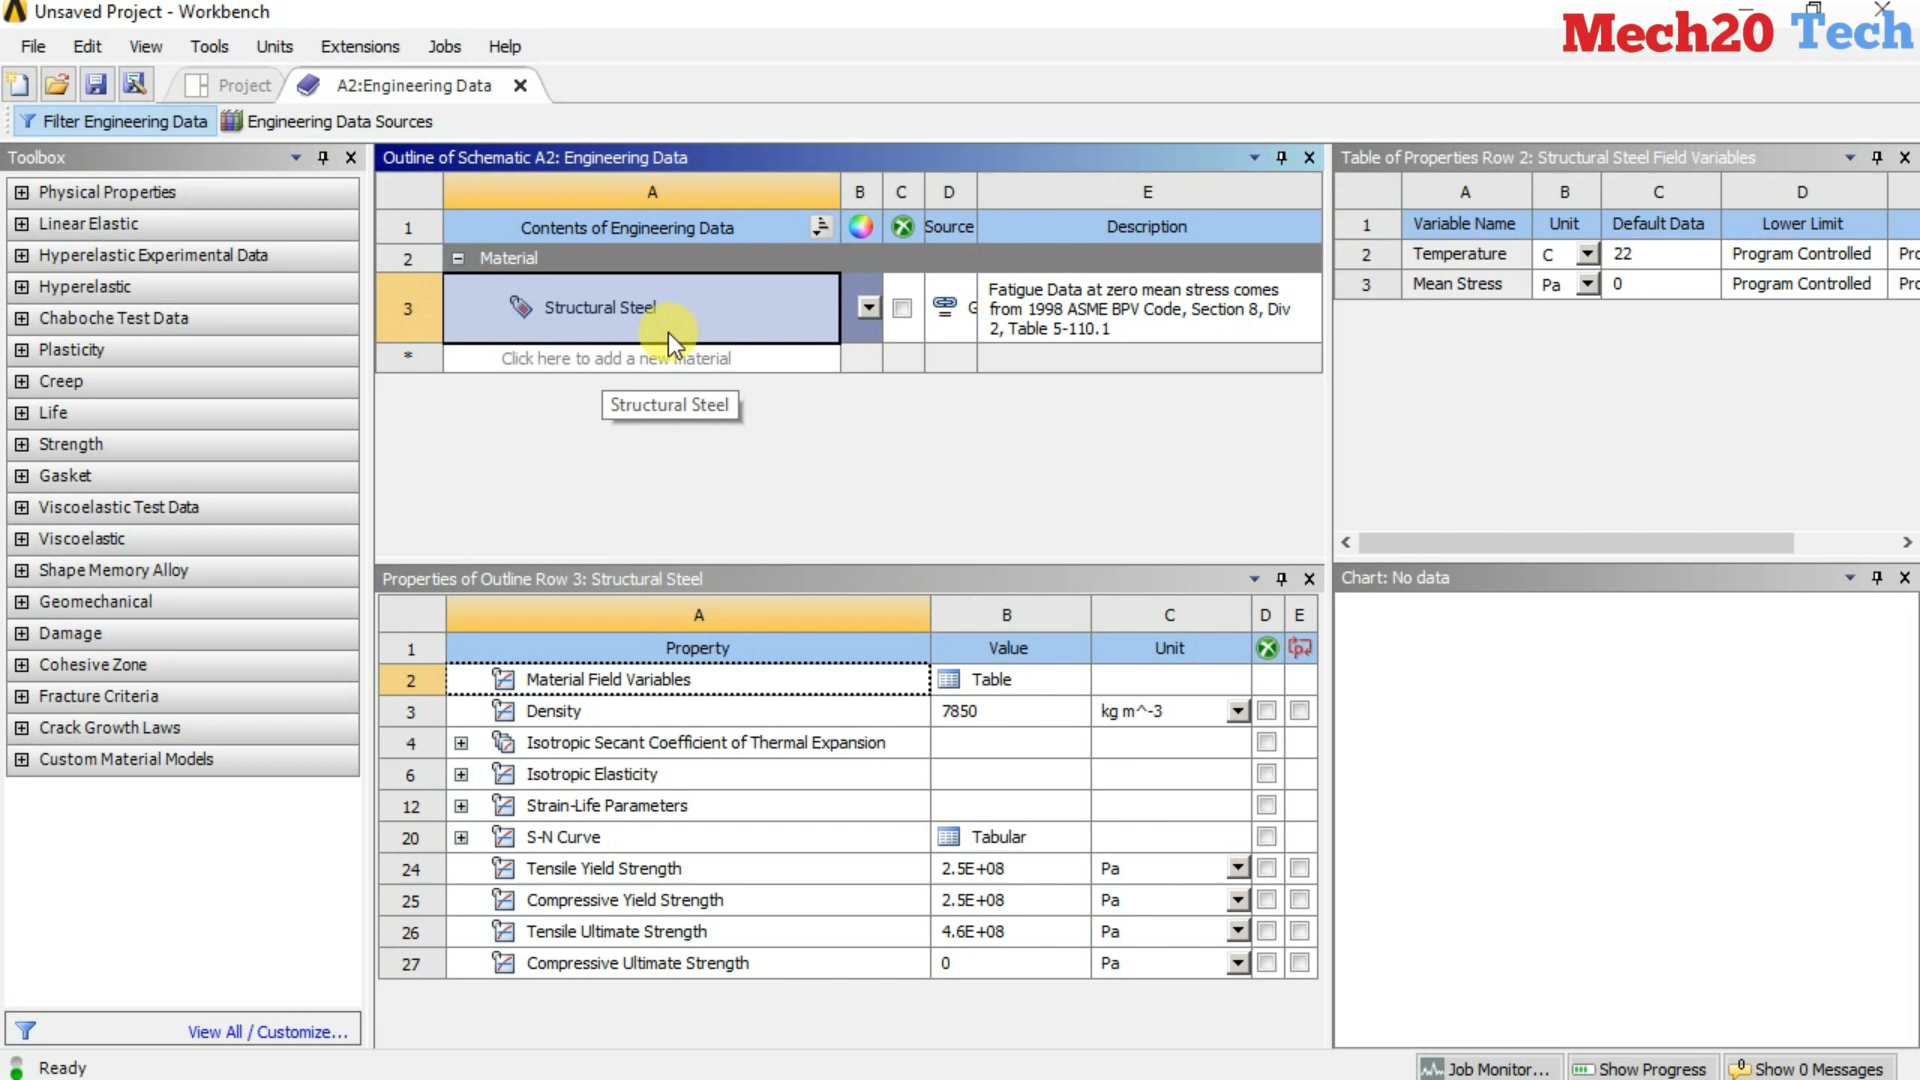 Unsaved Project - Workbench
Mech20 Tech
File Edit View Tools Units Extensions Jobs Help
Project A2:Engineering Data
Filter Engineering Data Engineering Data Sources
Toolbox
Physical Properties
Linear Elastic
Hyperelastic Experimental Data
Hyperelastic
Chaboche Test Data
Plasticity
Creep
Life
Strength
Gasket
Viscoelastic Test Data
Viscoelastic
Shape Memory Alloy
Geomechanical
Damage
Cohesive Zone
Fracture Criteria
Crack Growth Laws
Custom Material Models
View All / Customize...
Outline of Schematic A2: Engineering Data
A B C D E
1 Contents of Engineering Data Source Description
2 Material
3 Structural Steel G Fatigue Data at zero mean stress comes
from 1998 ASME BPV Code, Section 8, Div
2, Table 5-110.1
* Click here to add a new material
Structural Steel
Properties of Outline Row 3: Structural Steel
A B C D E
1 Property Value Unit
2 Material Field Variables Table
3 Density 7850 kg m^-3
4 Isotropic Secant Coefficient of Thermal Expansion
6 Isotropic Elasticity
12 Strain-Life Parameters
20 S-N Curve Tabular
24 Tensile Yield Strength 2.5E+08 Pa
25 Compressive Yield Strength 2.5E+08 Pa
26 Tensile Ultimate Strength 4.6E+08 Pa
27 Compressive Ultimate Strength 0 Pa
Table of Properties Row 2: Structural Steel Field Variables
A B C D
1 Variable Name Unit Default Data Lower Limit
2 Temperature C 22 Program Controlled Pro
3 Mean Stress Pa 0 Program Controlled Pro
Chart: No data
Ready
Job Monitor... Show Progress Show 0 Messages